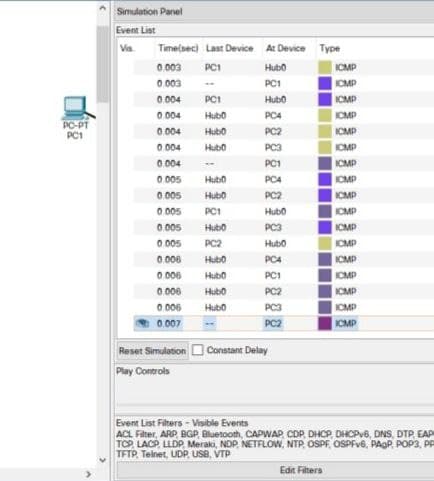 Simulation Panel
Event List
Vis. Time(sec) Last Device At Device Type
0.003 PC1 Hub0 ICMP
0.003 -- PC1 ICMP
0.004 PC1 Hub0 ICMP
0.004 Hub0 PC4 ICMP
0.004 Hub0 PC2 ICMP
0.004 Hub0 PC3 ICMP
0.004 -- PC1 ICMP
0.005 Hub0 PC4 ICMP
0.005 Hub0 PC2 ICMP
0.005 PC1 Hub0 ICMP
0.005 Hub0 PC3 ICMP
0.005 PC2 Hub0 ICMP
0.006 Hub0 PC4 ICMP
0.006 Hub0 PC1 ICMP
0.006 Hub0 PC2 ICMP
0.006 Hub0 PC3 ICMP
0.007 -- PC2 ICMP
PC-PT
PC1
Reset Simulation Constant Delay
Play Controls
Event List Filters - Visible Events
ACL Filter, ARP, BGP, Bluetooth, CAPWAP, CDP, DHCP, DHCPv6, DNS, DTP, EAP
TCP, LACP, LLDP, Meraki, NDP, NETFLOW, NTP, OSPF, OSPFv6, PAgP, POP3, PP
TFTP, Telnet, UDP, USB, VTP
Edit Filters